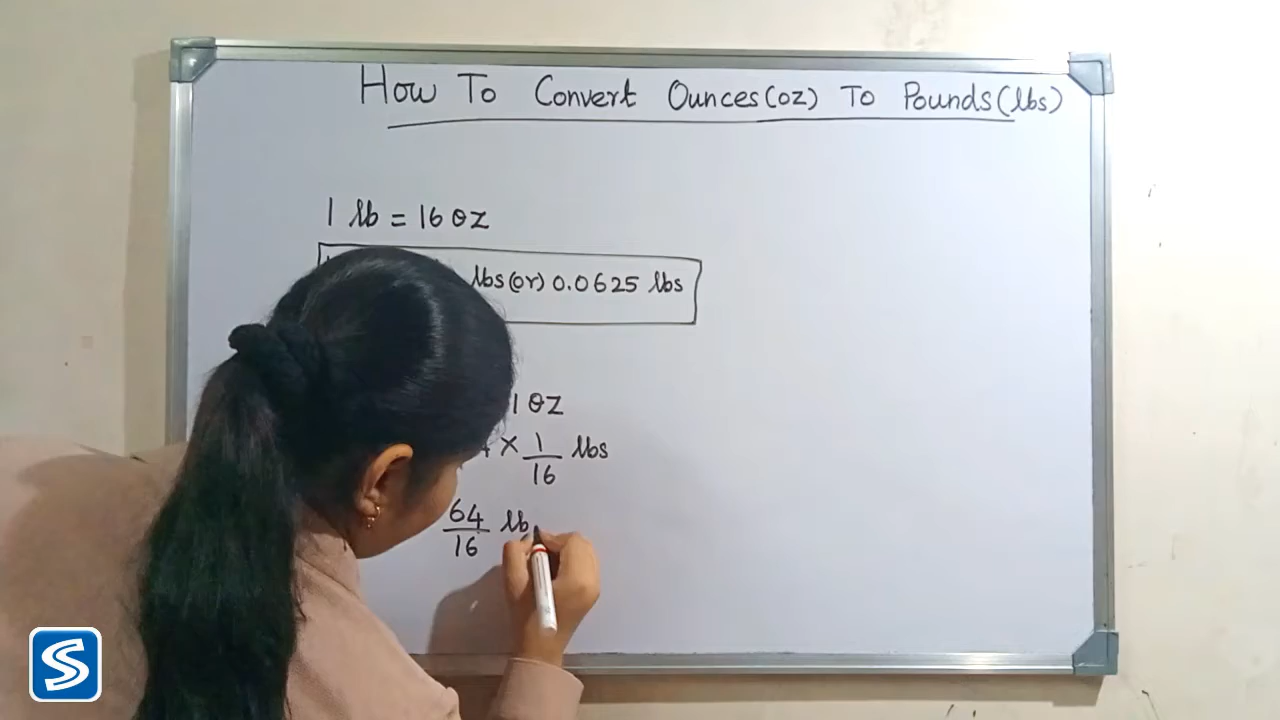 How To Convert Ounces(oz) To Pounds(lbs)
1 lb = 16 oz
lbs(or) 0.0625 lbs
1 oz
× 1/16 lbs
64/16 lb